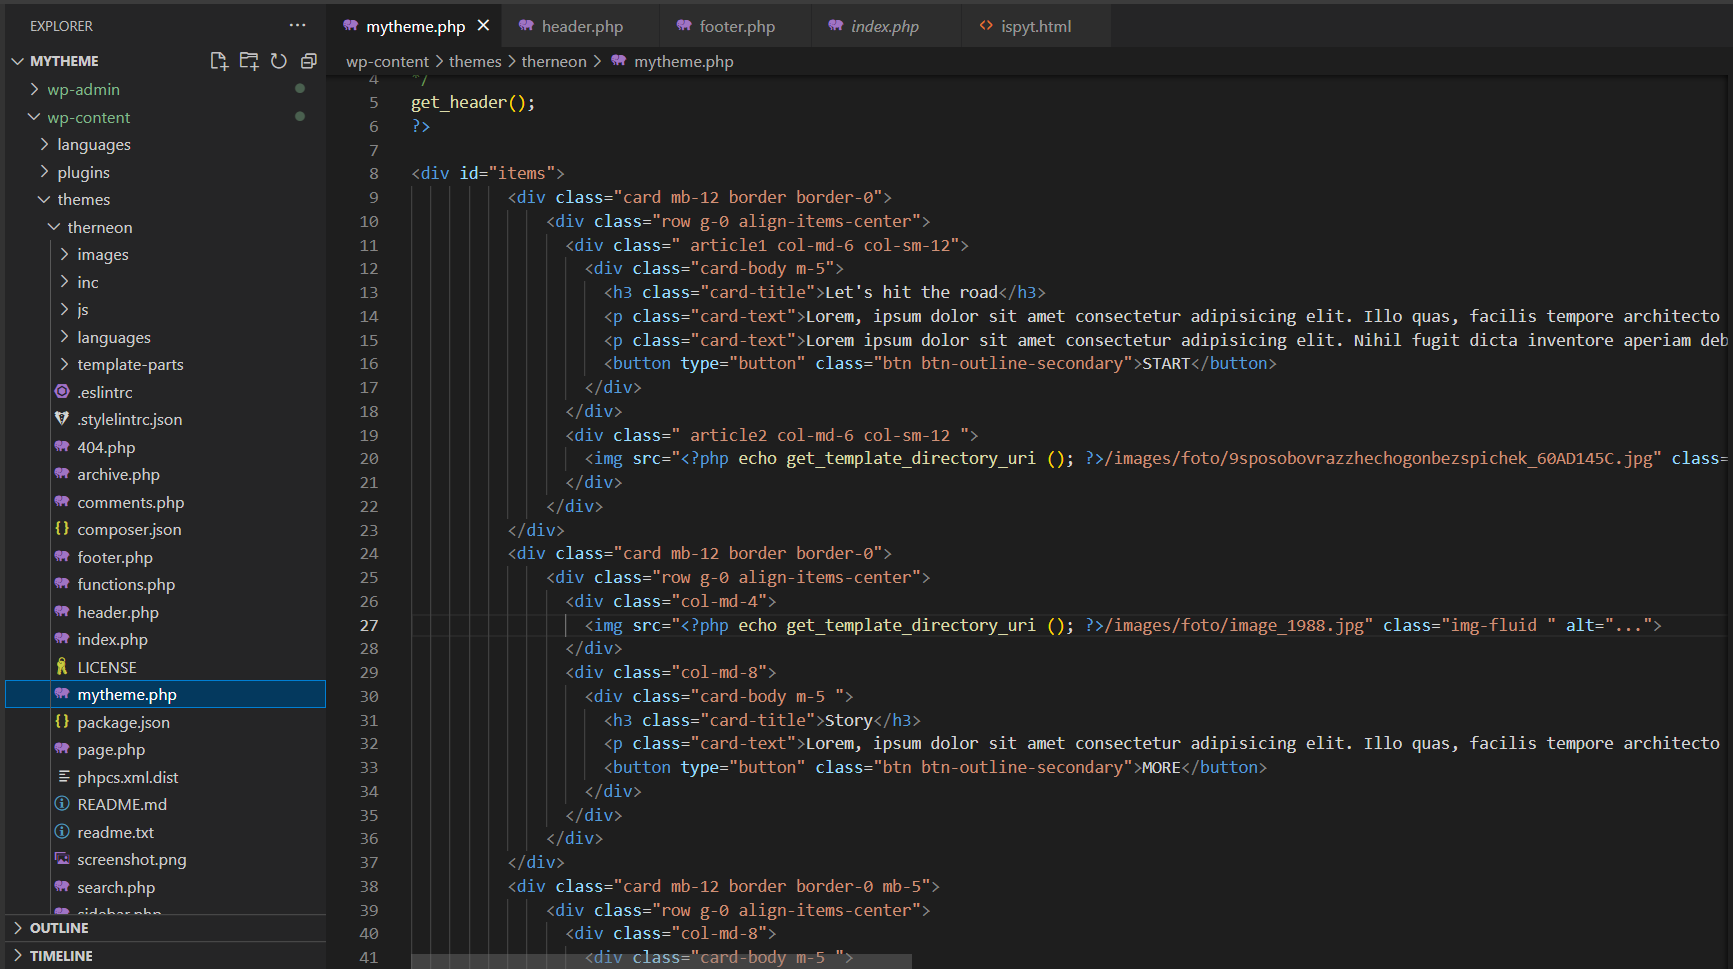 EXPLORER
MYTHEME
wp-admin
wp-content
languages
plugins
themes
therneon
images
inc
js
languages
template-parts
.eslintrc
.stylelintrc.json
404.php
archive.php
comments.php
composer.json
footer.php
functions.php
header.php
index.php
LICENSE
mytheme.php
package.json
page.php
phpcs.xml.dist
README.md
readme.txt
screenshot.png
search.php
sidebar.php
OUTLINE
TIMELINE
mytheme.php header.php footer.php index.php ispyt.html
wp-content > themes > therneon > mytheme.php
4 */
5 get_header();
6 ?>
7
8 <div id="items">
9 <div class="card mb-12 border border-0">
10 <div class="row g-0 align-items-center">
11 <div class=" article1 col-md-6 col-sm-12">
12 <div class="card-body m-5">
13 <h3 class="card-title">Let's hit the road</h3>
14 <p class="card-text">Lorem, ipsum dolor sit amet consectetur adipisicing elit. Illo quas, facilis tempore architecto
15 <p class="card-text">Lorem ipsum dolor sit amet consectetur adipisicing elit. Nihil fugit dicta inventore aperiam deb
16 <button type="button" class="btn btn-outline-secondary">START</button>
17 </div>
18 </div>
19 <div class=" article2 col-md-6 col-sm-12 ">
20 <img src="<?php echo get_template_directory_uri (); ?>/images/foto/9sposobovrazzhechogonbezspichek_60AD145C.jpg" class=
21 </div>
22 </div>
23 </div>
24 <div class="card mb-12 border border-0">
25 <div class="row g-0 align-items-center">
26 <div class="col-md-4">
27 <img src="<?php echo get_template_directory_uri (); ?>/images/foto/image_1988.jpg" class="img-fluid " alt="...">
28 </div>
29 <div class="col-md-8">
30 <div class="card-body m-5 ">
31 <h3 class="card-title">Story</h3>
32 <p class="card-text">Lorem, ipsum dolor sit amet consectetur adipisicing elit. Illo quas, facilis tempore architecto
33 <button type="button" class="btn btn-outline-secondary">MORE</button>
34 </div>
35 </div>
36 </div>
37 </div>
38 <div class="card mb-12 border border-0 mb-5">
39 <div class="row g-0 align-items-center">
40 <div class="col-md-8">
41 <div class="card-body m-5 ">